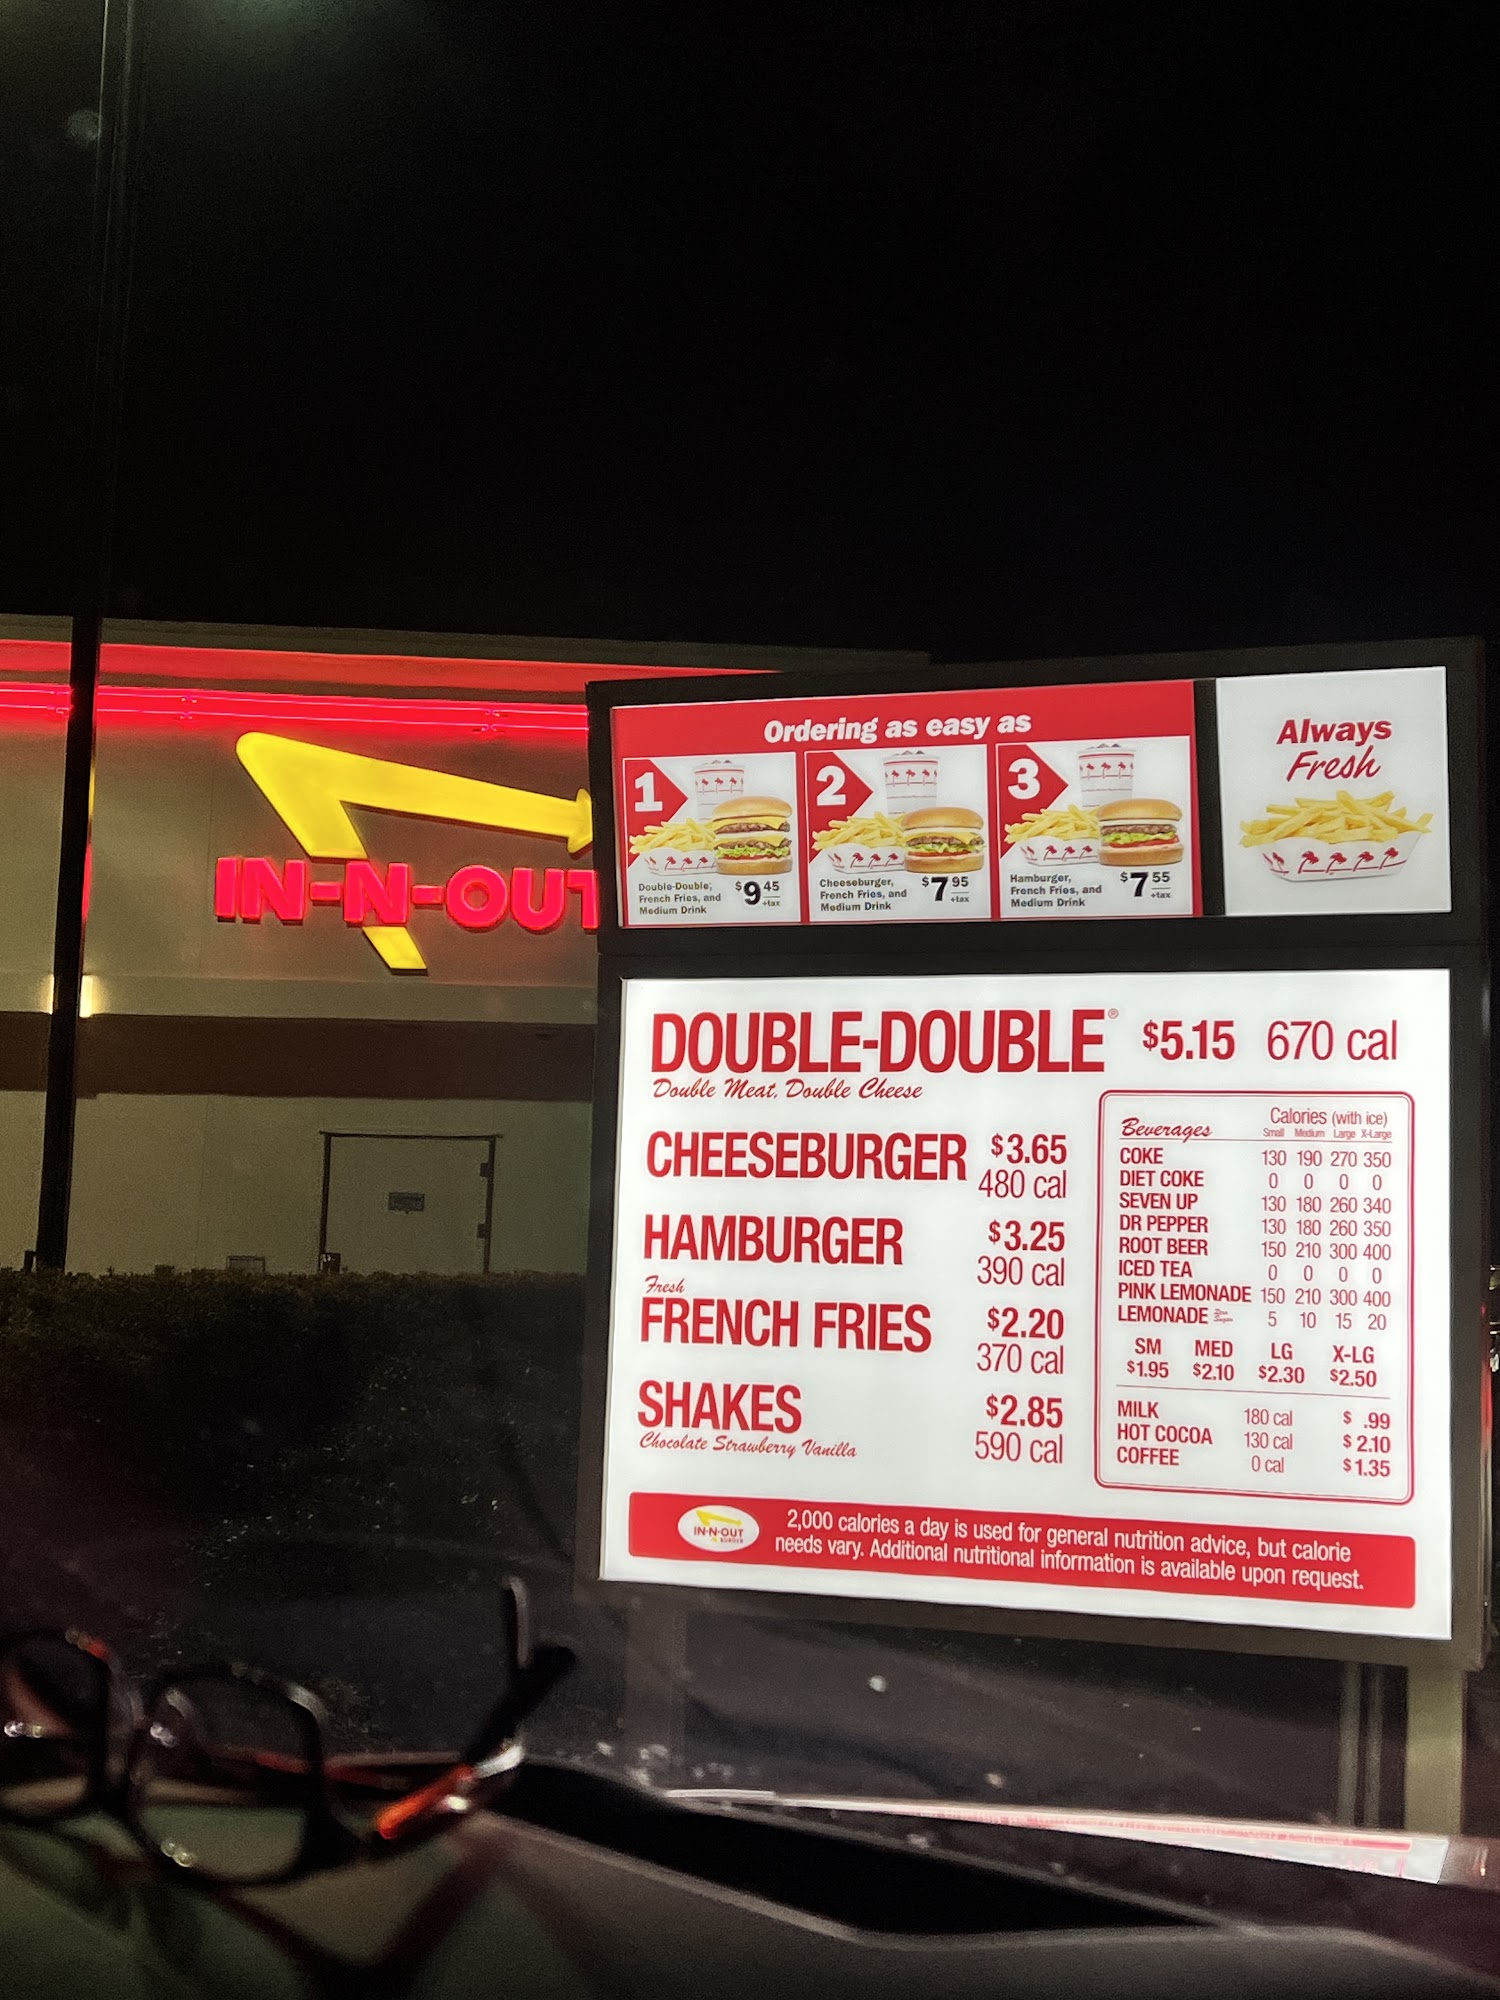 IN-N-OUT
Ordering as easy as
1
Double-Double,
French Fries, and
Medium Drink
$9 45
+tax
2
Cheeseburger,
French Fries, and
Medium Drink
$7 95
+tax
3
Hamburger,
French Fries, and
Medium Drink
$7 55
+tax
Always
Fresh
DOUBLE-DOUBLE® $5.15 670 cal
Double Meat, Double Cheese
CHEESEBURGER $3.65
480 cal
HAMBURGER $3.25
390 cal
Fresh
FRENCH FRIES $2.20
370 cal
SHAKES $2.85
Chocolate Strawberry Vanilla 590 cal
Beverages Calories (with ice)
Small Medium Large X-Large
COKE 130 190 270 350
DIET COKE 0 0 0 0
SEVEN UP 130 180 260 340
DR PEPPER 130 180 260 350
ROOT BEER 150 210 300 400
ICED TEA 0 0 0 0
PINK LEMONADE 150 210 300 400
LEMONADE Zero Sugar 5 10 15 20
SM MED LG X-LG
$1.95 $2.10 $2.30 $2.50
MILK 180 cal $ .99
HOT COCOA 130 cal $2.10
COFFEE 0 cal $1.35
IN-N-OUT
BURGER
2,000 calories a day is used for general nutrition advice, but calorie
needs vary. Additional nutritional information is available upon request.